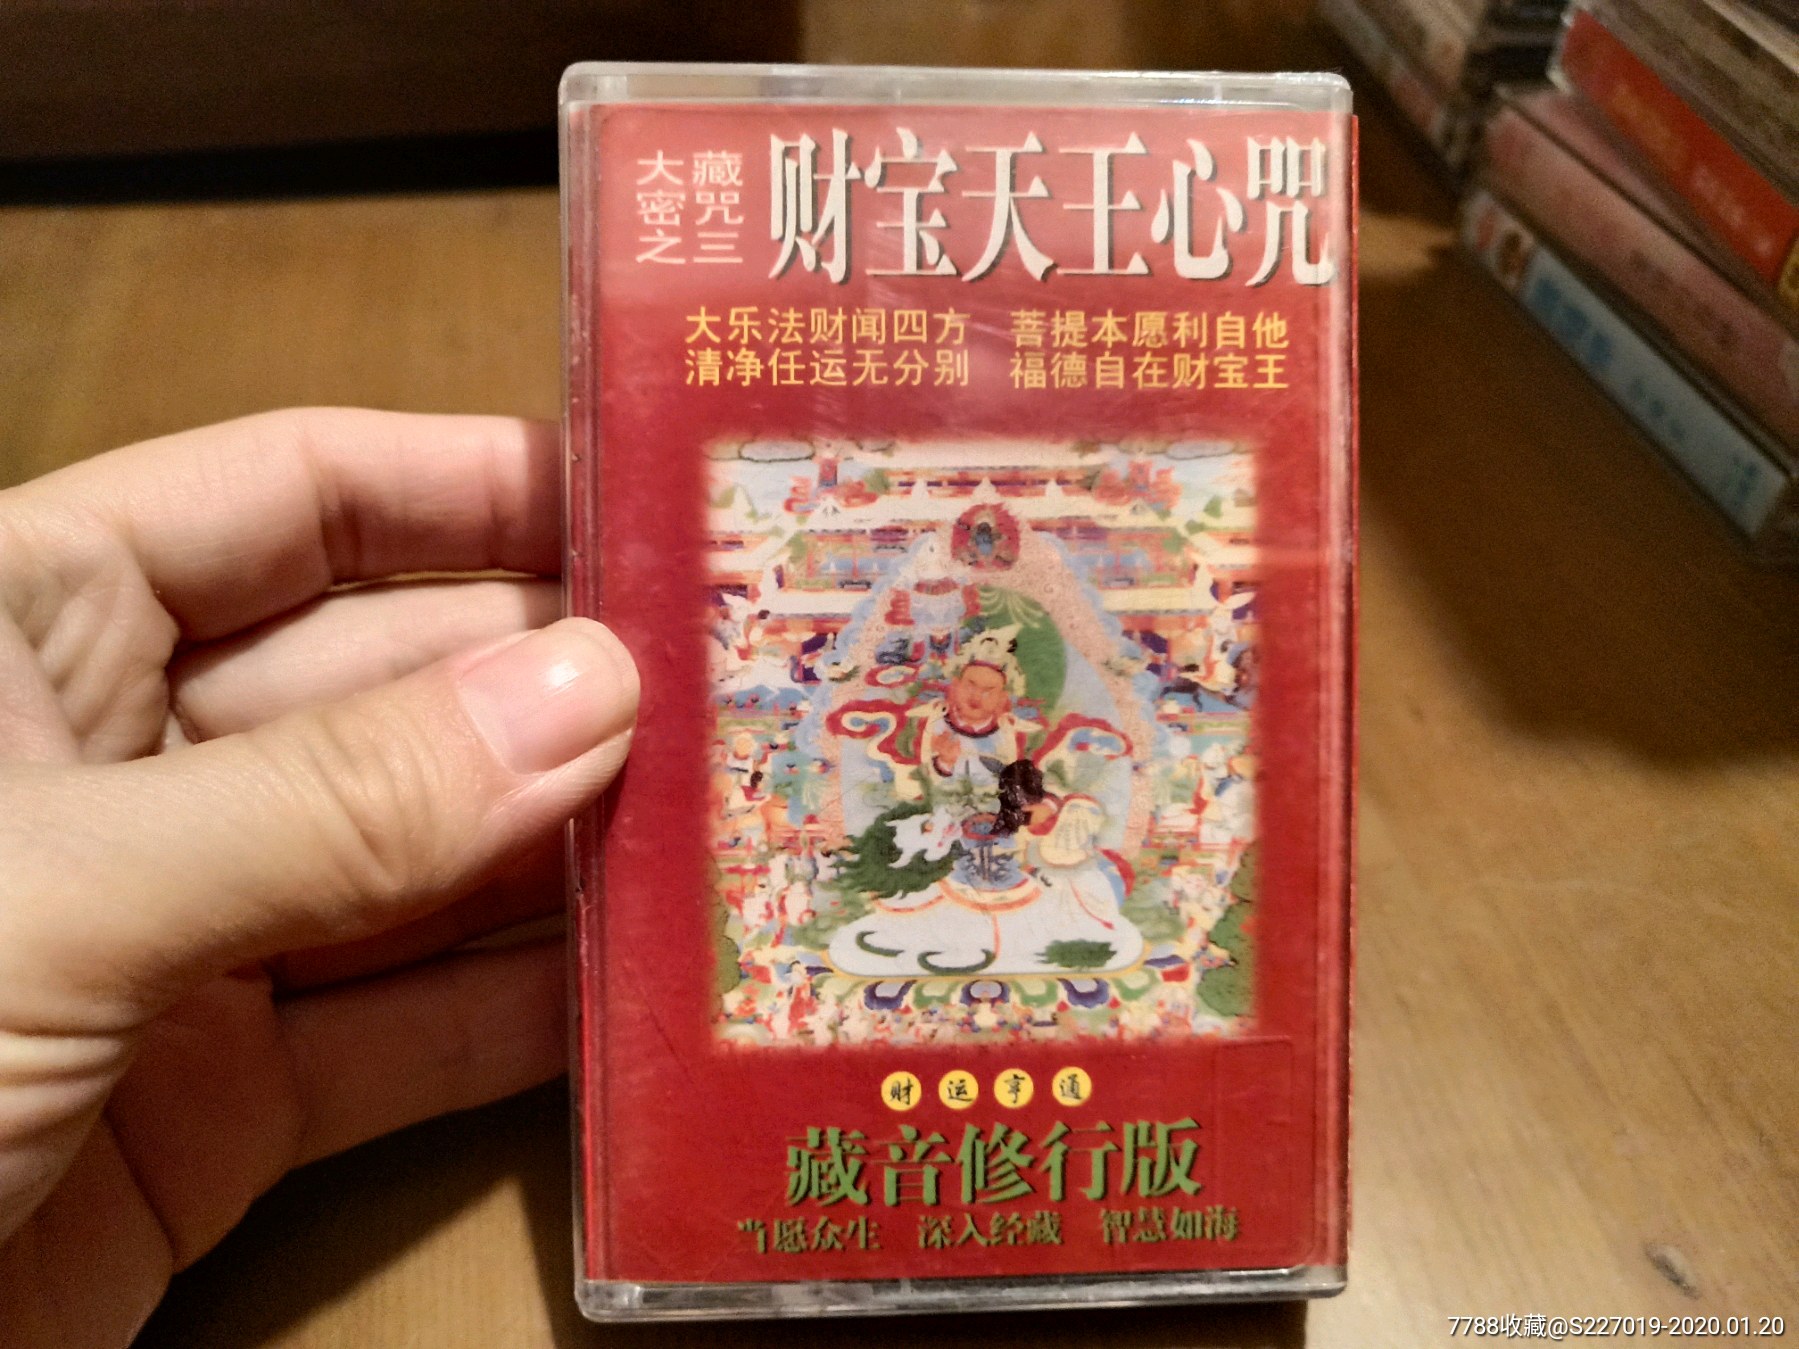 藏大
咒密
三之
财宝天王心咒
大乐法财闻四方 菩提本愿利自他
清净任运无分别 福德自在财宝王
财运亨通
藏音修行版
当愿众生 深入经藏 智慧如海
7788收藏@S227019-2020.01.20